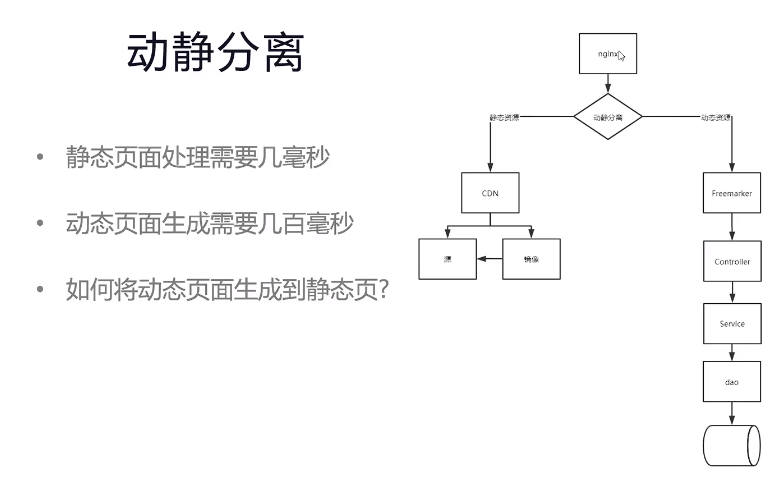 动静分离
• 静态页面处理需要几毫秒
• 动态页面生成需要几百毫秒
• 如何将动态页面生成到静态页?
nginx
静态资源
动静分离
动态资源
CDN
源
镜像
Freemarker
Controller
Service
dao